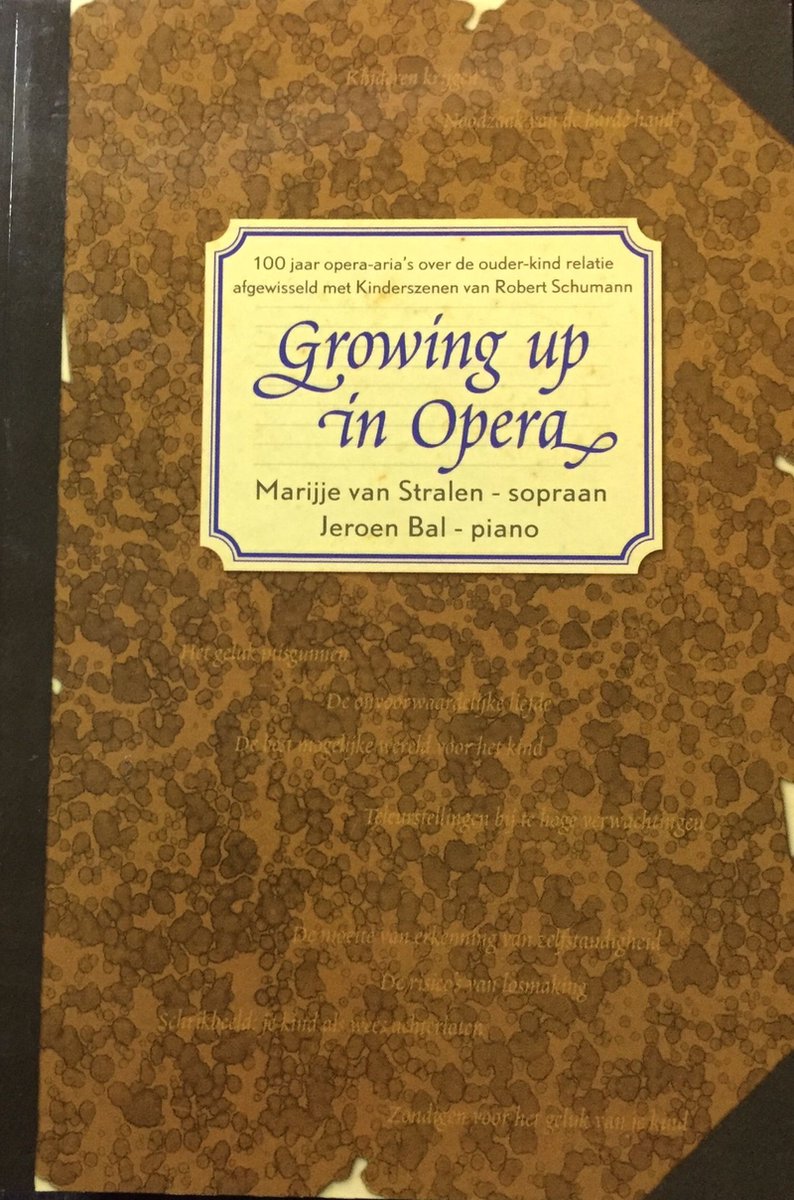 Kinderen krijgen
Noodzaak van de harde hand
100 jaar opera-aria's over de ouder-kind relatie
afgewisseld met Kinderszenen van Robert Schumann
Growing up
in Opera
Marijje van Stralen - sopraan
Jeroen Bal - piano
Het geluk misgunnen
De onvoorwaardelijke liefde
De best mogelijke wereld voor het kind
Teleurstellingen bij te hoge verwachtingen
De moeite van erkenning van zelfstandigheid
De risico's van losmaking
Schrikbeeld: je kind als wees achterlaten
Zondigen voor het geluk van je kind